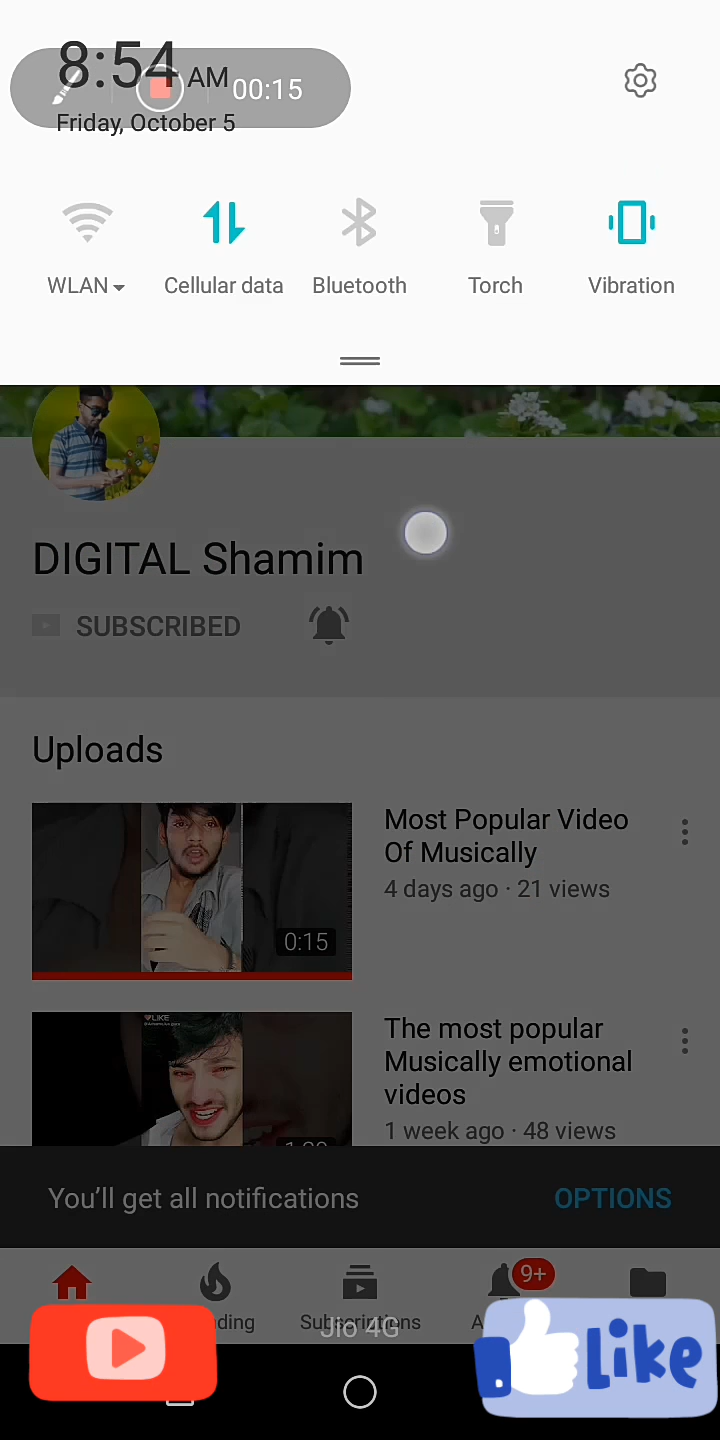 8:54 AM
00:15
Friday, October 5
WLAN
Cellular data
Bluetooth
Torch
Vibration
DIGITAL Shamim
SUBSCRIBED
Uploads
Most Popular Video
Of Musically
4 days ago · 21 views
0:15
LIKE
The most popular
Musically emotional
videos
1 week ago · 48 views
You'll get all notifications
OPTIONS
9+
Subscriptions
Jio 4G
Like